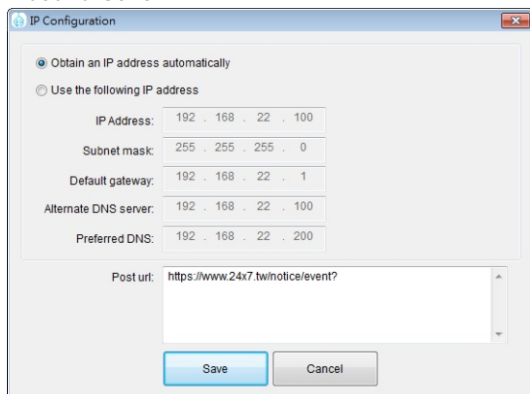 IP Configuration
Obtain an IP address automatically
Use the following IP address
IP Address: 192 . 168 . 22 . 100
Subnet mask: 255 . 255 . 255 . 0
Default gateway: 192 . 168 . 22 . 1
Alternate DNS server: 192 . 168 . 22 . 100
Preferred DNS: 192 . 168 . 22 . 200
Post url: https://www.24x7.tw/notice/event?
Save Cancel